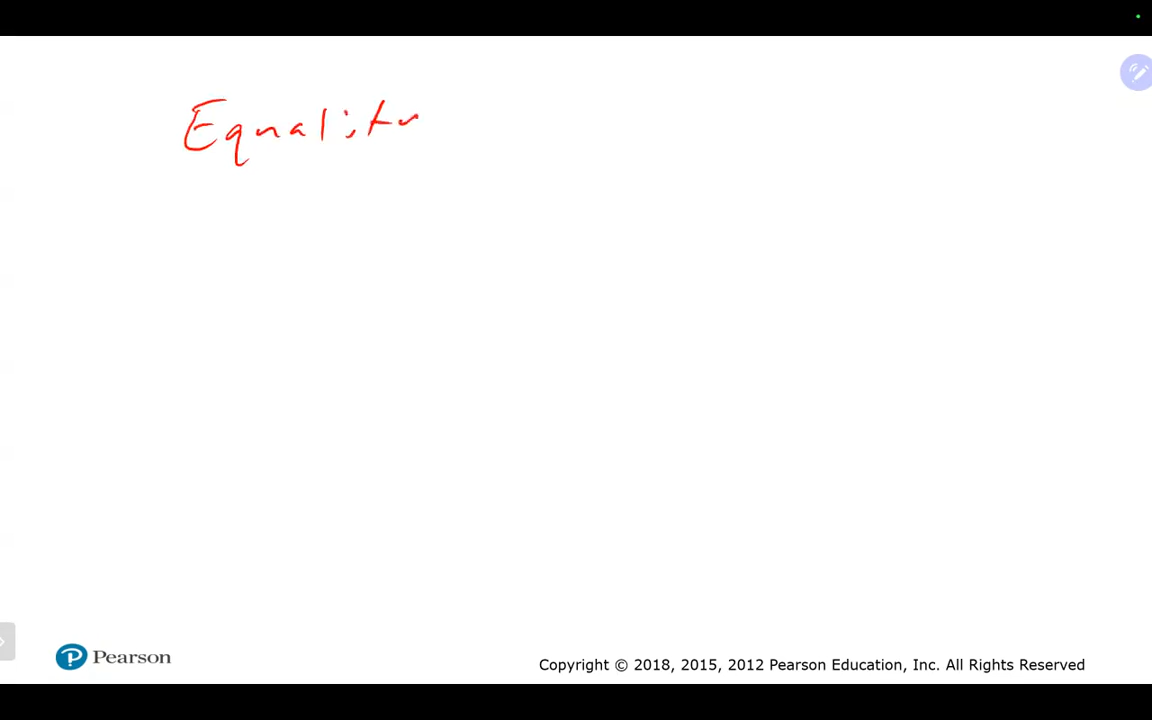 Equality
Pearson
Copyright © 2018, 2015, 2012 Pearson Education, Inc. All Rights Reserved